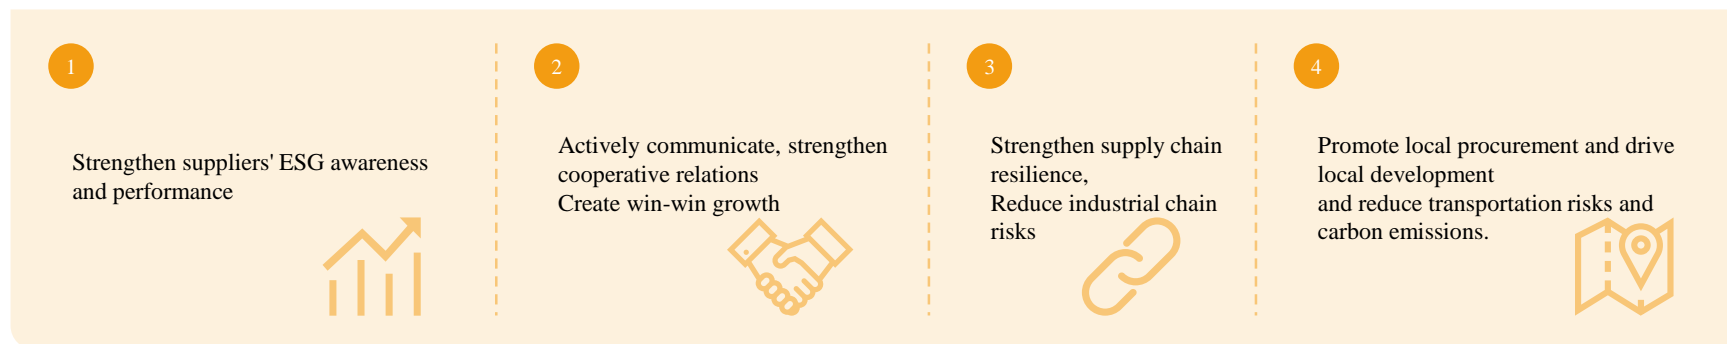 1
Strengthen suppliers' ESG awareness
and performance
2
Actively communicate, strengthen
cooperative relations
Create win-win growth
3
Strengthen supply chain
resilience,
Reduce industrial chain
risks
4
Promote local procurement and drive
local development
and reduce transportation risks and
carbon emissions.